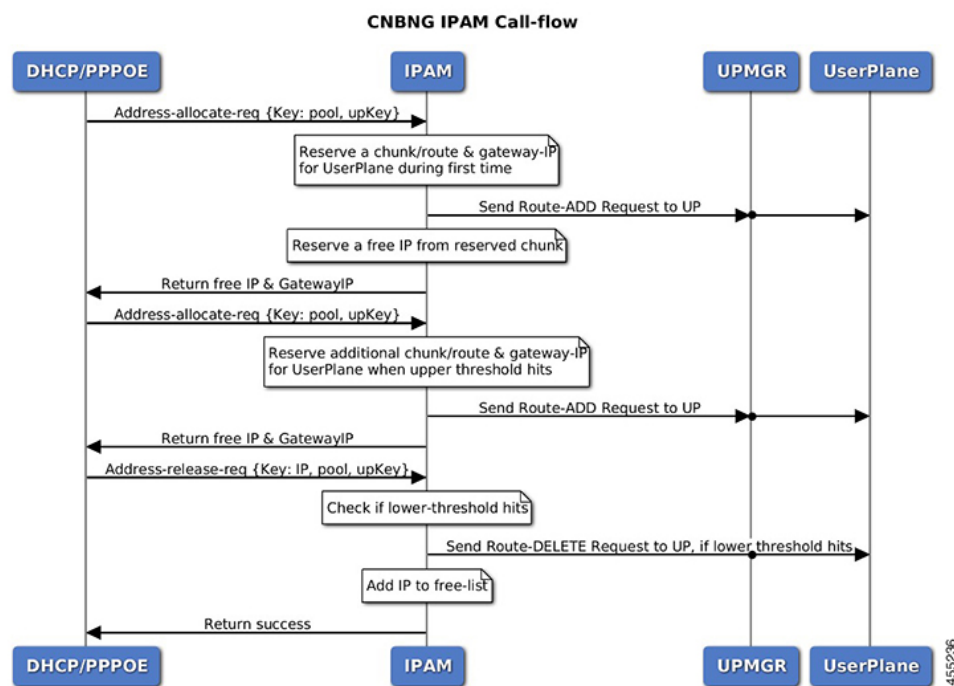 CNBNG IPAM Call-flow
DHCP/PPPOE IPAM UPMGR UserPlane
Address-allocate-req {Key: pool, upKey}
Reserve a chunk/route & gateway-IP
for UserPlane during first time
Send Route-ADD Request to UP
Reserve a free IP from reserved chunk
Return free IP & GatewayIP
Address-allocate-req {Key: pool, upKey}
Reserve additional chunk/route & gateway-IP
for UserPlane when upper threshold hits
Send Route-ADD Request to UP
Return free IP & GatewayIP
Address-release-req {Key: IP, pool, upKey}
Check if lower-threshold hits
Send Route-DELETE Request to UP, if lower threshold hits
Add IP to free-list
Return success
DHCP/PPPOE IPAM UPMGR UserPlane
455236